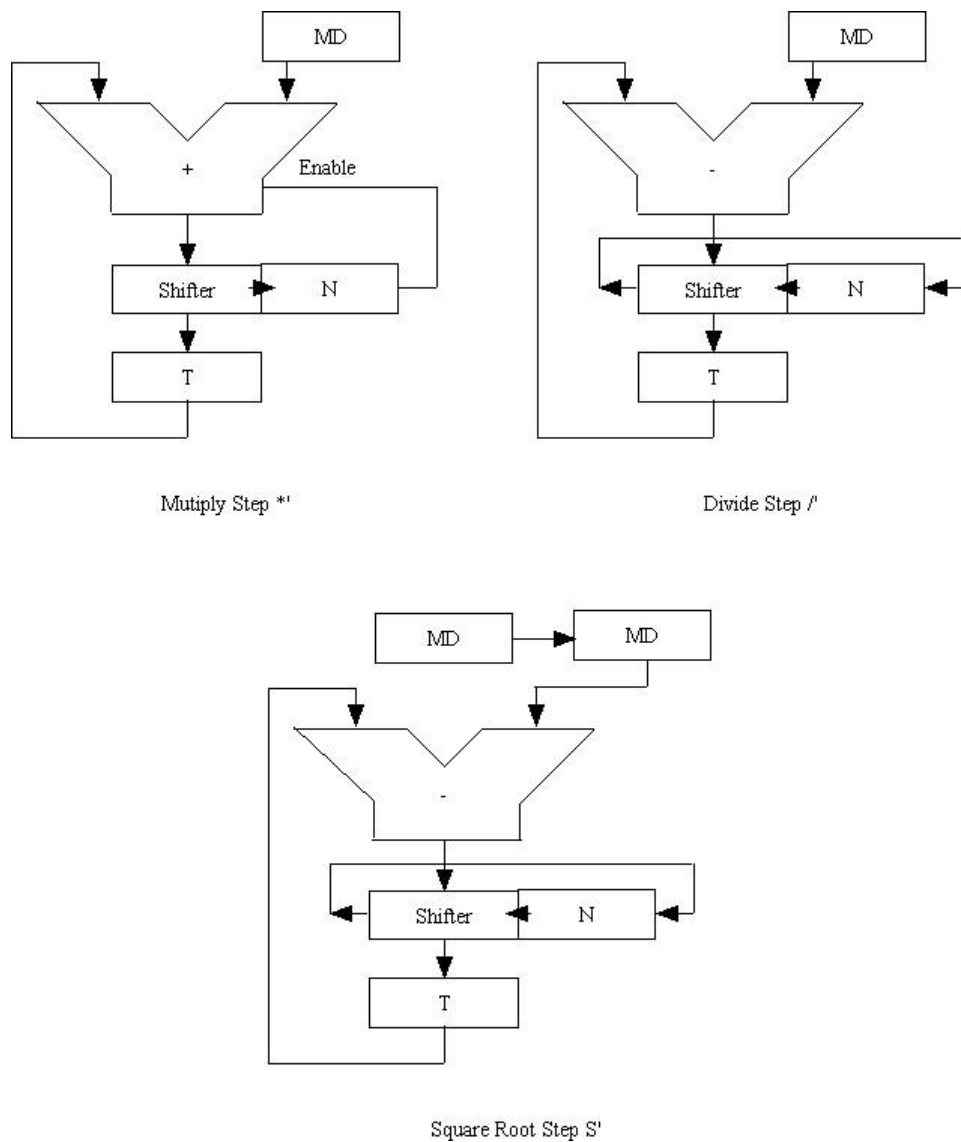 MD
MD
+
Enable
-
Shifter
N
Shifter
N
T
T
Mutiply Step *'
Divide Step /'
MD
MD
-
Shifter
N
T
Square Root Step S'